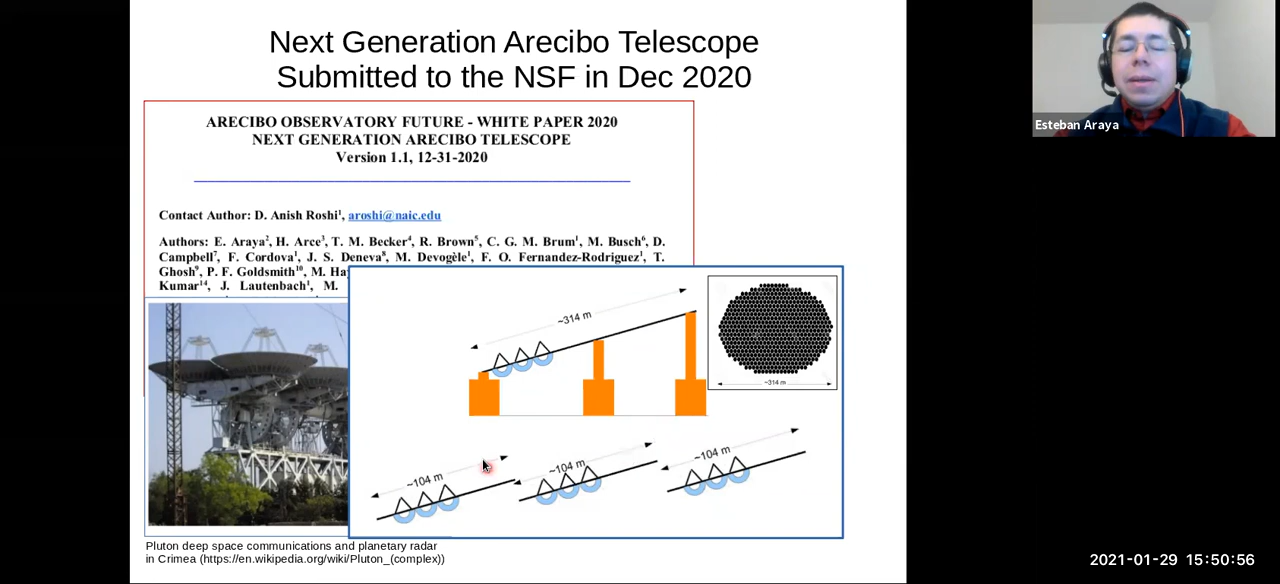 Next Generation Arecibo Telescope
Submitted to the NSF in Dec 2020
ARECIBO OBSERVATORY FUTURE - WHITE PAPER 2020
NEXT GENERATION ARECIBO TELESCOPE
Version 1.1, 12-31-2020
Contact Author: D. Anish Roshi¹, aroshi@naic.edu
Authors: E. Araya², H. Arce³, T. M. Becker⁴, R. Brown⁵, C. G. M. Brum¹, M. Busch⁶, D.
Campbell⁷, F. Cordova¹, J. S. Deneva⁸, M. Devogèle¹, F. O. Fernandez-Rodriguez¹, T.
Ghosh⁹, P. F. Goldsmith¹⁰, M. Ha
Kumar¹⁴, J. Lautenbach¹, M.
~314 m
~314 m
~104 m
~104 m
~104 m
Pluton deep space communications and planetary radar
in Crimea (https://en.wikipedia.org/wiki/Pluton_(complex))
Esteban Araya
2021-01-29 15:50:56